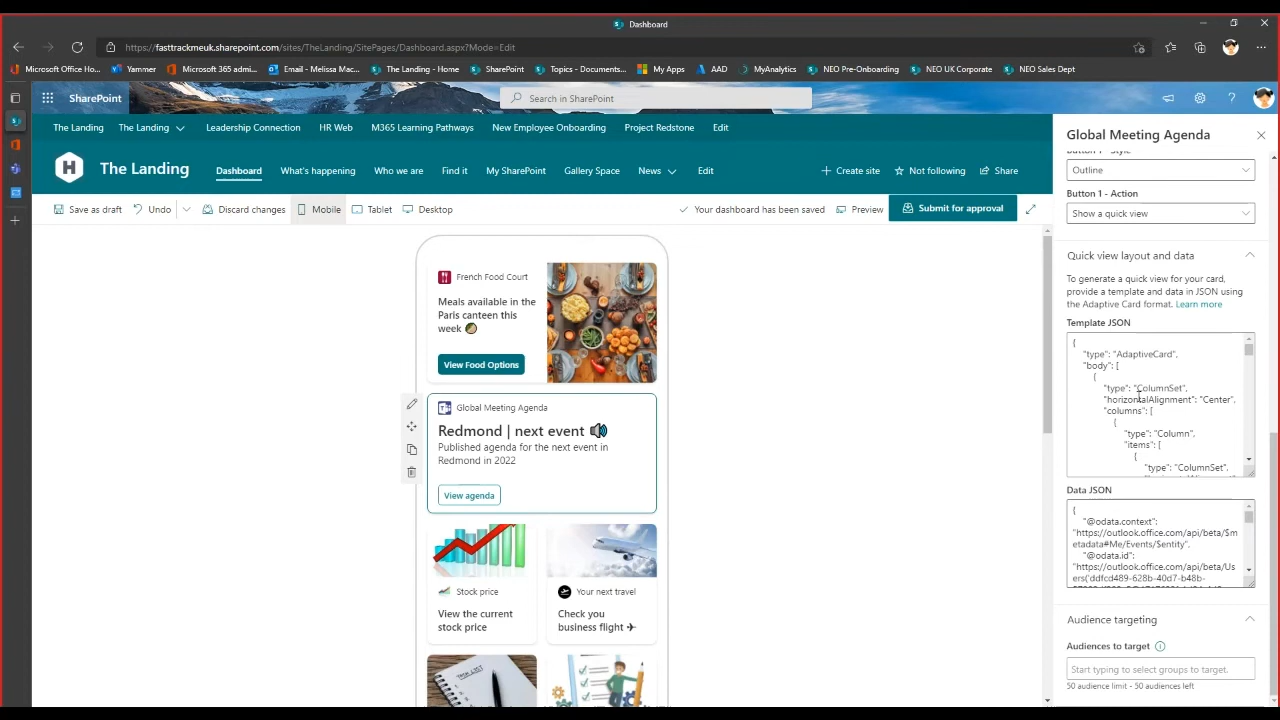 Dashboard
https://fasttrackmeuk.sharepoint.com/sites/TheLanding/SitePages/Dashboard.aspx?Mode=Edit
Microsoft Office Ho... Yammer Microsoft 365 admi... Email - Melissa Mac... The Landing - Home SharePoint Topics - Documents... My Apps AAD MyAnalytics NEO Pre-Onboarding NEO UK Corporate NEO Sales Dept
SharePoint
Search in SharePoint
The Landing The Landing Leadership Connection HR Web M365 Learning Pathways New Employee Onboarding Project Redstone Edit
H The Landing Dashboard What's happening Who we are Find it My SharePoint Gallery Space News Edit
Create site Not following Share
Save as draft Undo Discard changes Mobile Tablet Desktop Your dashboard has been saved Preview Submit for approval
French Food Court
Meals available in the
Paris canteen this
week
View Food Options
Global Meeting Agenda
Redmond | next event
Published agenda for the next event in
Redmond in 2022
View agenda
Stock price
View the current
stock price
Your next travel
Check you
business flight
TASK LIST
Global Meeting Agenda
Button 1 - Style
Outline
Button 1 - Action
Show a quick view
Quick view layout and data
To generate a quick view for your card,
provide a template and data in JSON using
the Adaptive Card format. Learn more
Template JSON
{
"type": "AdaptiveCard",
"body": [
{
"type": "ColumnSet",
"horizontalAlignment": "Center",
"columns": [
{
"type": "Column",
"items": [
{
"type": "ColumnSet",
Data JSON
{
"@odata.context":
"https://outlook.office.com/api/beta/$m
etadata#Me/Events/$entity",
"@odata.id":
"https://outlook.office.com/api/beta/Us
ers('ddfcd489-628b-40d7-b48b-
Audience targeting
Audiences to target
Start typing to select groups to target.
50 audience limit - 50 audiences left